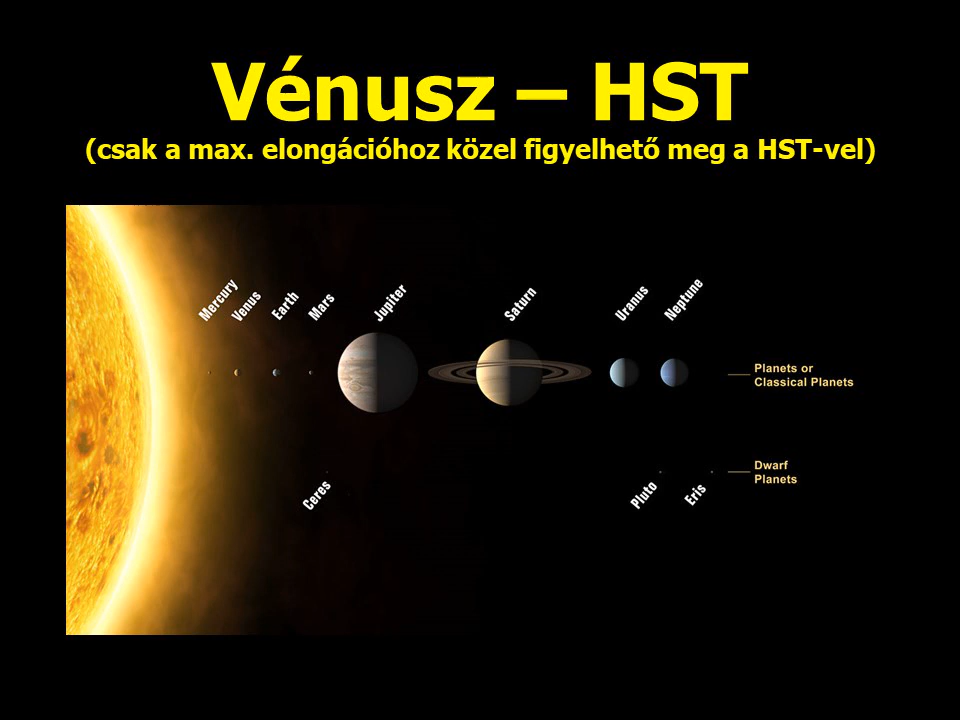 Vénusz – HST
(csak a max. elongációhoz közel figyelhető meg a HST-vel)
Mercury
Venus
Earth
Mars
Jupiter
Saturn
Uranus
Neptune
Planets or
Classical Planets
Ceres
Pluto
Eris
Dwarf
Planets